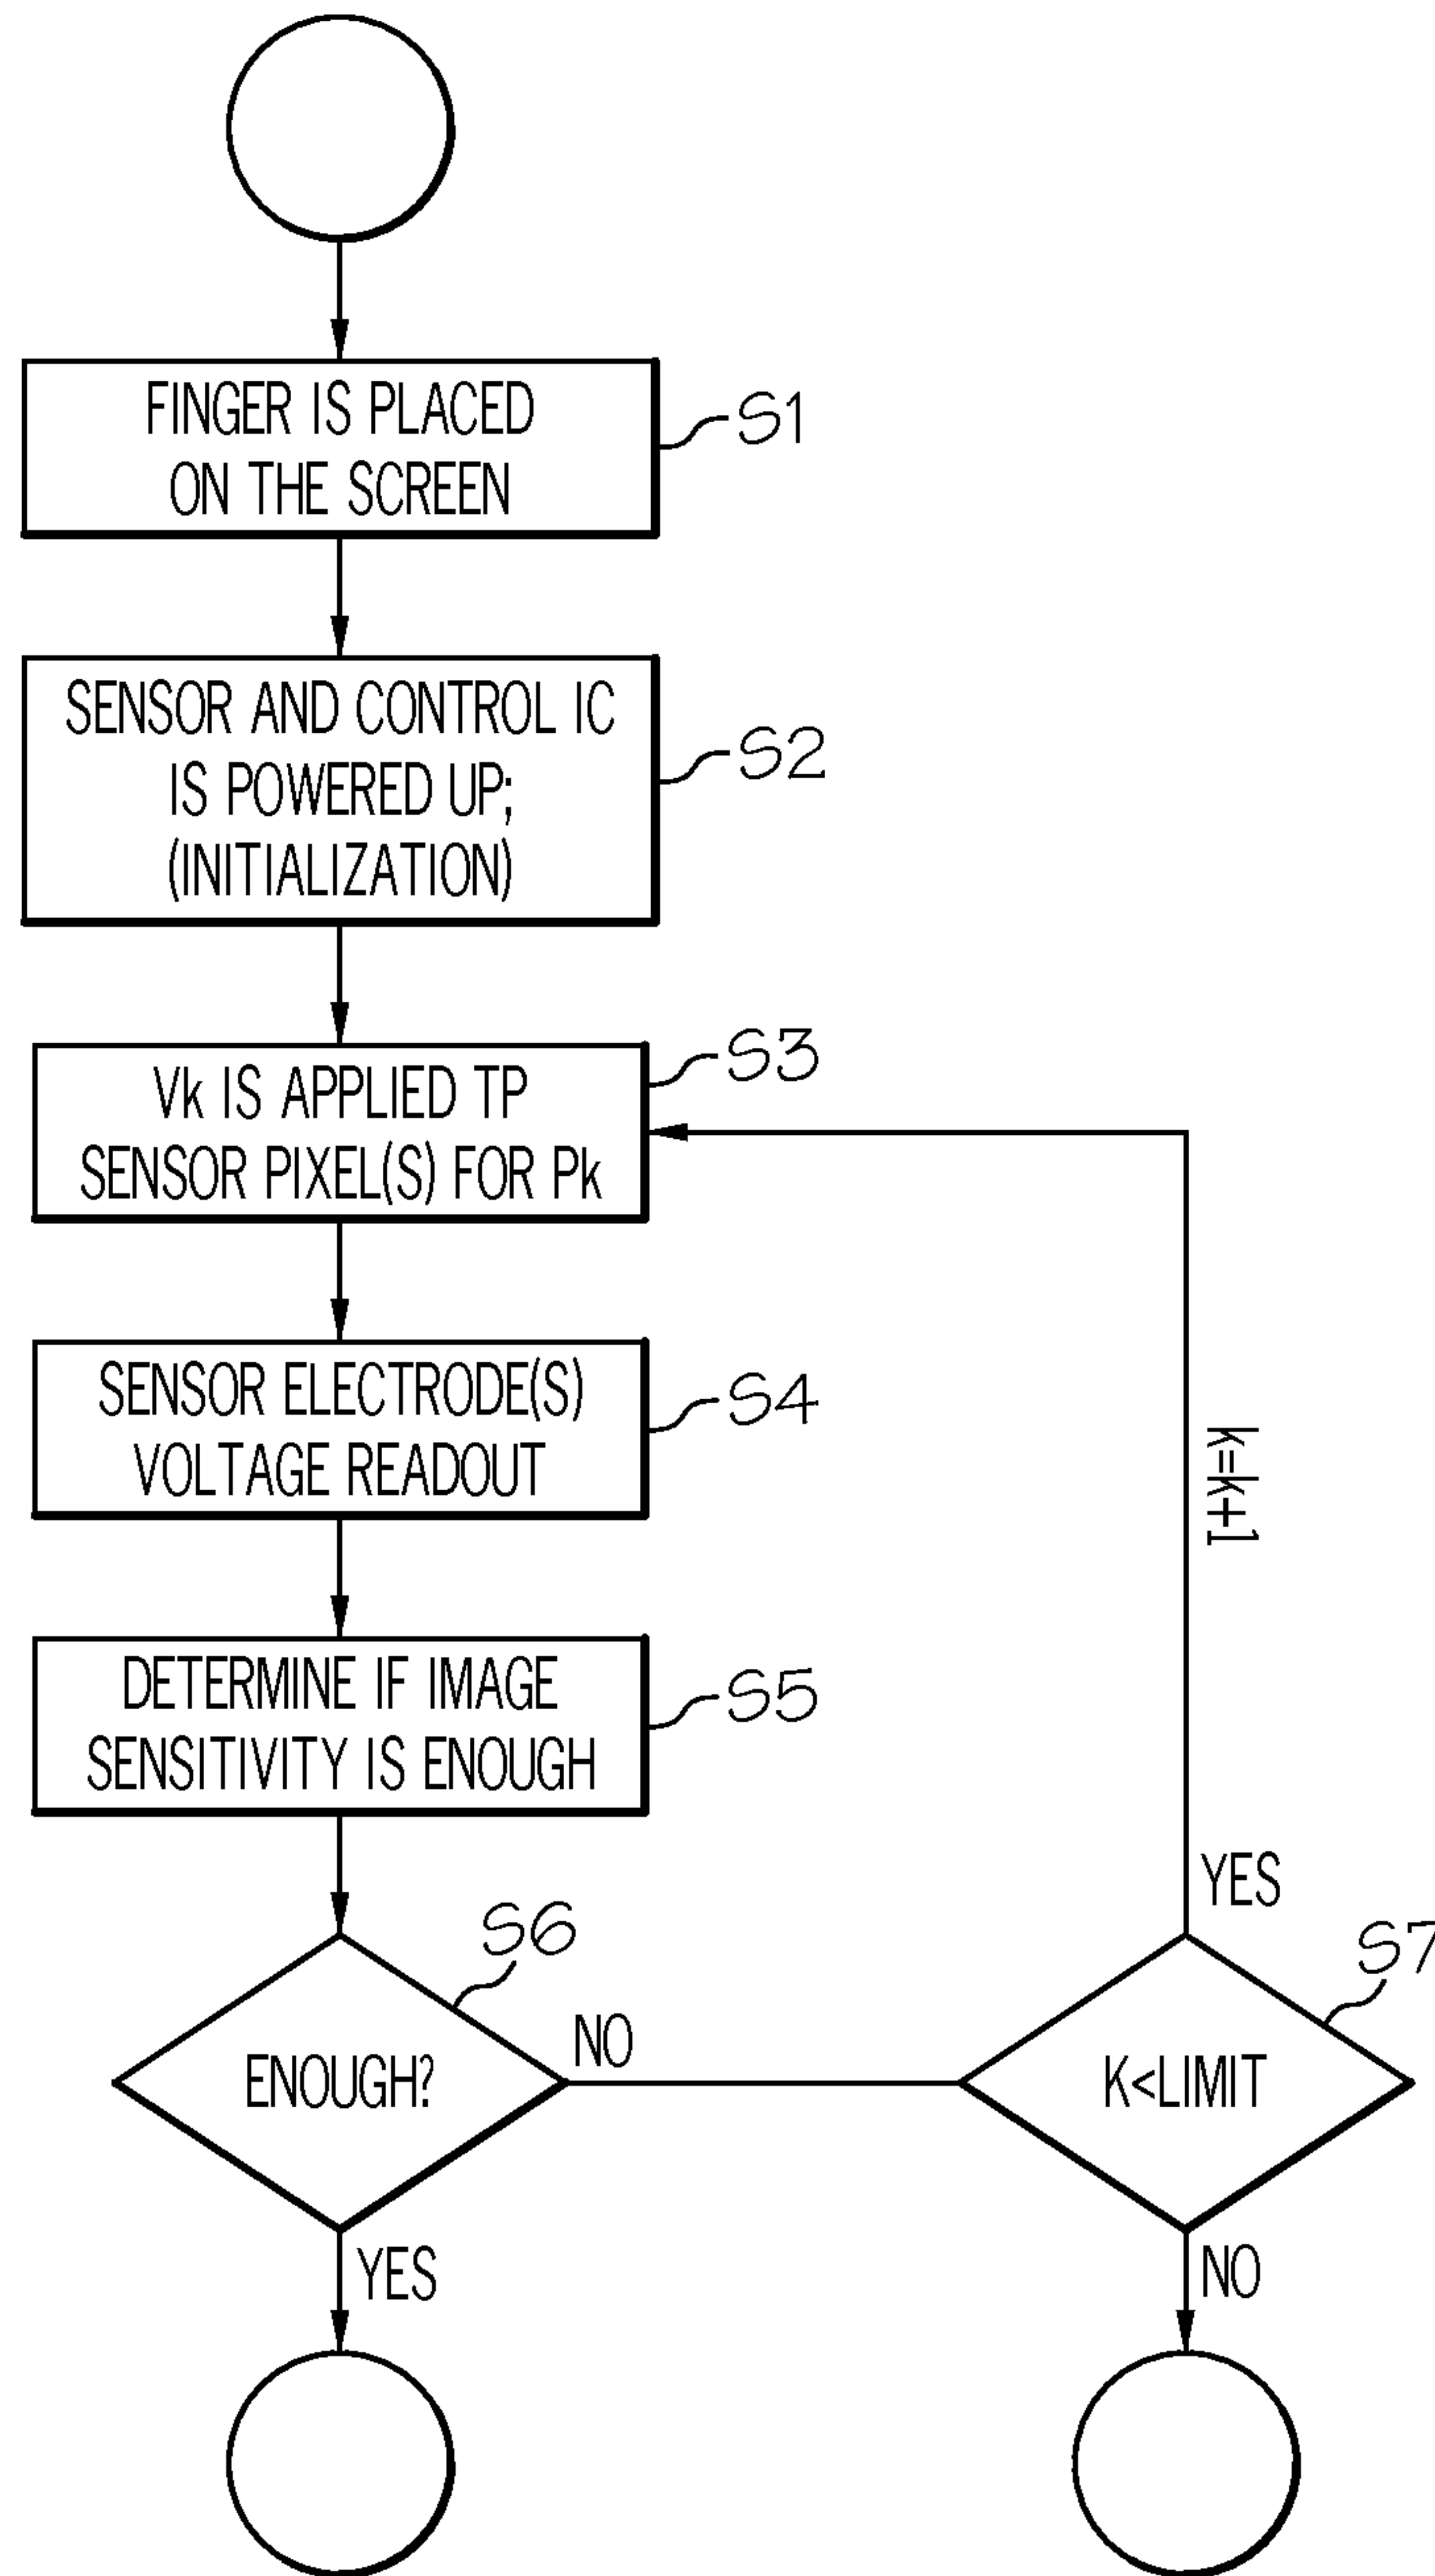 FINGER IS PLACED
ON THE SCREEN
S1
SENSOR AND CONTROL IC
IS POWERED UP;
(INITIALIZATION)
S2
Vk IS APPLIED TP
SENSOR PIXEL(S) FOR Pk
S3
SENSOR ELECTRODE(S)
VOLTAGE READOUT
S4
k=k+1
DETERMINE IF IMAGE
SENSITIVITY IS ENOUGH
S5
ENOUGH?
S6
NO
YES
K<LIMIT
S7
YES
NO